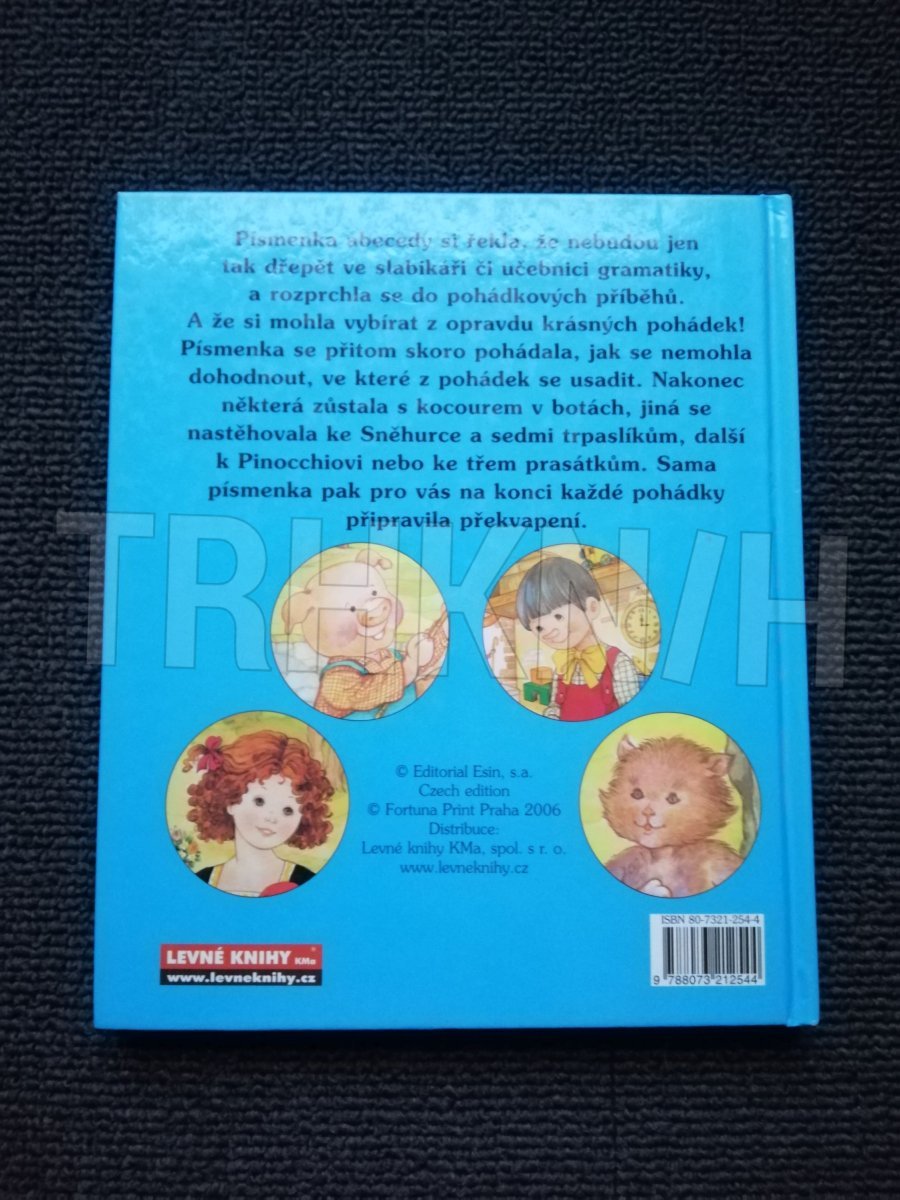 Písmenka abecedy si řekla, že nebudou jen
tak dřepět ve slabikáři či učebnici gramatiky,
a rozprchla se do pohádkových příběhů.
A že si mohla vybírat z opravdu krásných pohádek!
Písmenka se přitom skoro pohádala, jak se nemohla
dohodnout, ve které z pohádek se usadit. Nakonec
některá zůstala s kocourem v botách, jiná se
nastěhovala ke Sněhurce a sedmi trpaslíkům, další
k Pinocchiovi nebo ke třem prasátkům. Sama
písmenka pak pro vás na konci každé pohádky
připravila překvapení.
TRHKNIH
© Editorial Esin, s.a.
Czech edition
© Fortuna Print Praha 2006
Distribuce:
Levné knihy KMa, spol. s r. o.
www.levneknihy.cz
LEVNÉ KNIHY KMa®
www.levneknihy.cz
ISBN 80-7321-254-4
9 788073 212544